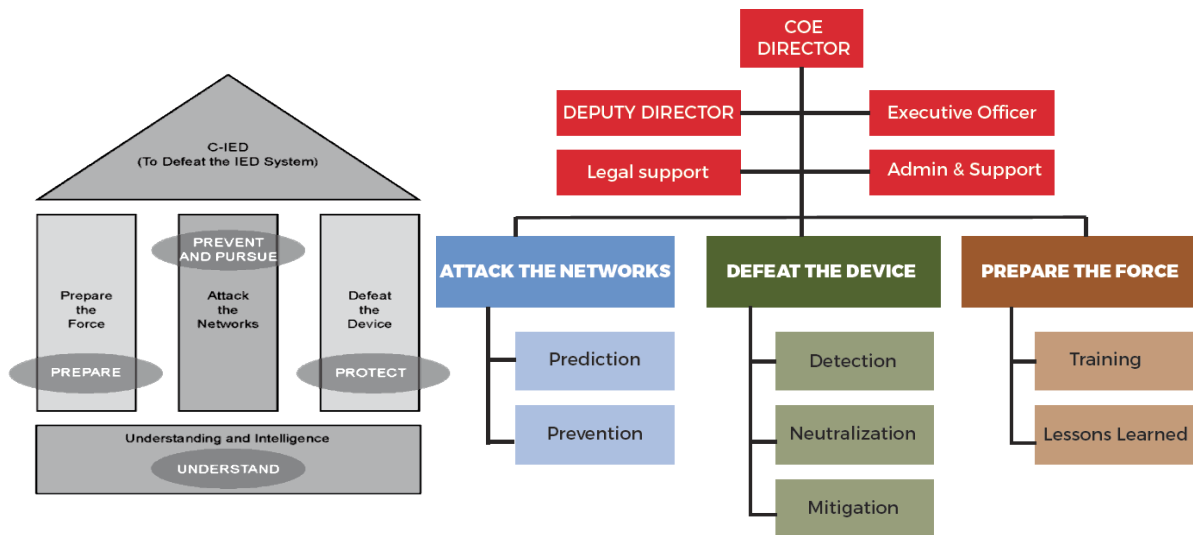 C-IED
(To Defeat the IED System)
PREVENT
AND PURSUE
Prepare
the
Force
Attack
the
Networks
Defeat
the
Device
PREPARE
PROTECT
Understanding and Intelligence
UNDERSTAND
COE
DIRECTOR
DEPUTY DIRECTOR
Executive Officer
Legal support
Admin & Support
ATTACK THE NETWORKS
DEFEAT THE DEVICE
PREPARE THE FORCE
Prediction
Prevention
Detection
Neutralization
Mitigation
Training
Lessons Learned